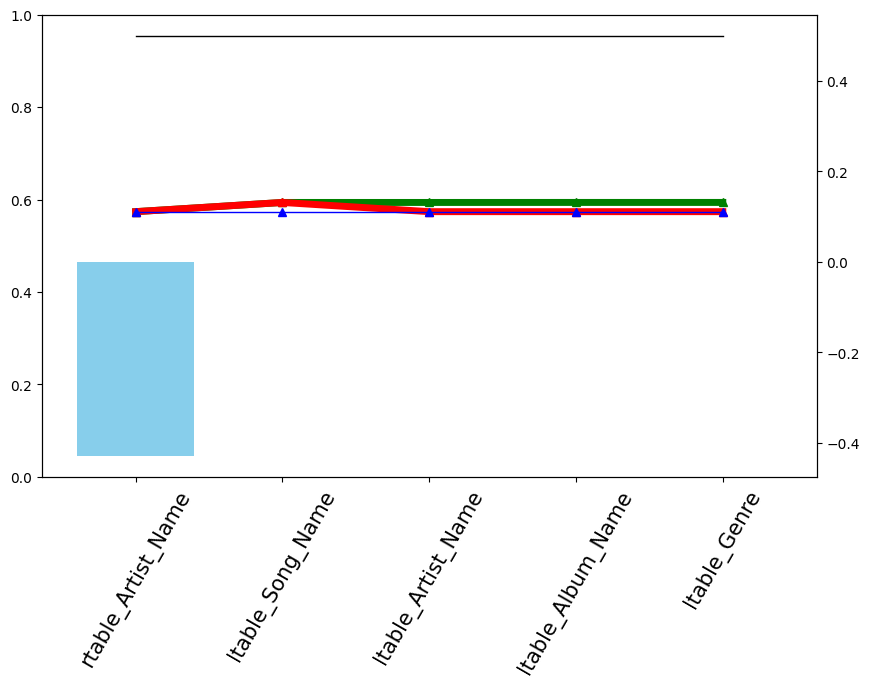 1.0
0.8
0.6
0.4
0.2
0.0
0.4
0.2
0.0
−0.2
−0.4
rtable_Artist_Name
ltable_Song_Name
ltable_Artist_Name
ltable_Album_Name
ltable_Genre